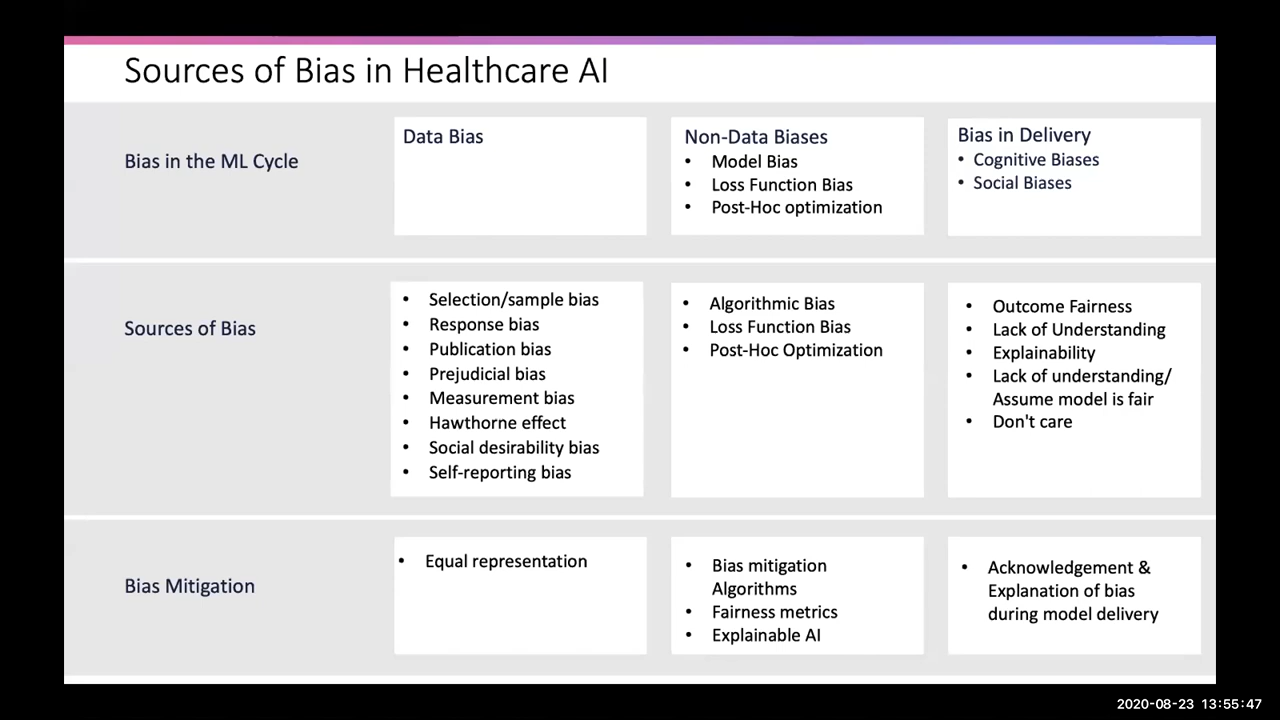 Sources of Bias in Healthcare AI
Bias in the ML Cycle
Data Bias
Non-Data Biases
• Model Bias
• Loss Function Bias
• Post-Hoc optimization
Bias in Delivery
• Cognitive Biases
• Social Biases
Sources of Bias
• Selection/sample bias
• Response bias
• Publication bias
• Prejudicial bias
• Measurement bias
• Hawthorne effect
• Social desirability bias
• Self-reporting bias
• Algorithmic Bias
• Loss Function Bias
• Post-Hoc Optimization
• Outcome Fairness
• Lack of Understanding
• Explainability
• Lack of understanding/
Assume model is fair
• Don't care
Bias Mitigation
• Equal representation
• Bias mitigation
Algorithms
• Fairness metrics
• Explainable AI
• Acknowledgement &
Explanation of bias
during model delivery
2020-08-23 13:55:47